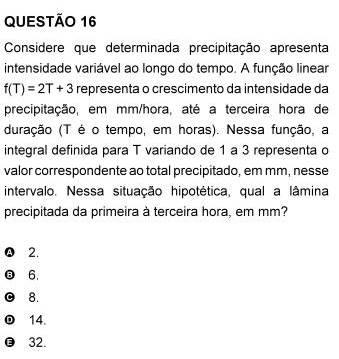 QUESTÃO 16
Considere que determinada precipitação apresenta
intensidade variável ao longo do tempo. A função linear
f(T) = 2T + 3 representa o crescimento da intensidade da
precipitação, em mm/hora, até a terceira hora de
duração (T é o tempo, em horas). Nessa função, a
integral definida para T variando de 1 a 3 representa o
valor correspondente ao total precipitado, em mm, nesse
intervalo. Nessa situação hipotética, qual a lâmina
precipitada da primeira à terceira hora, em mm?
A 2.
B 6.
C 8.
D 14.
E 32.